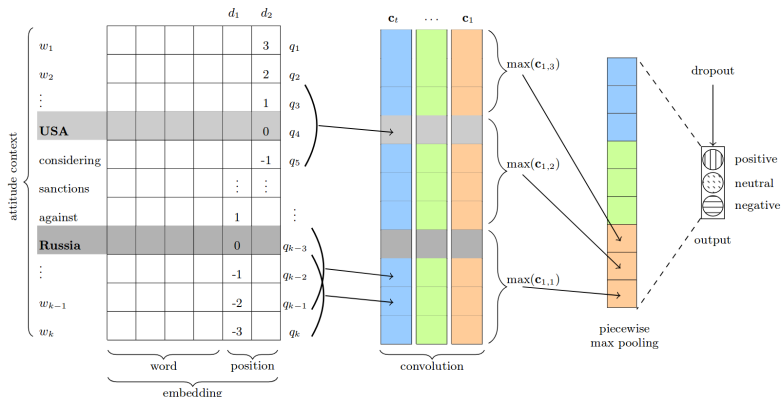 d₁ d₂ cₜ ... c₁
w₁ 3 q₁
w₂ 2 q₂ max(c₁,₃)
⋮ 1 q₃ dropout
USA 0 q₄
considering -1 q₅ max(c₁,₂) positive
sanctions ⋮ ⋮ neutral
against 1 ⋮ negative
Russia 0 qₖ₋₃ output
⋮ -1 qₖ₋₂ max(c₁,₁)
wₖ₋₁ -2 qₖ₋₁
wₖ -3 qₖ
attitude context
piecewise
max pooling
word position convolution
embedding